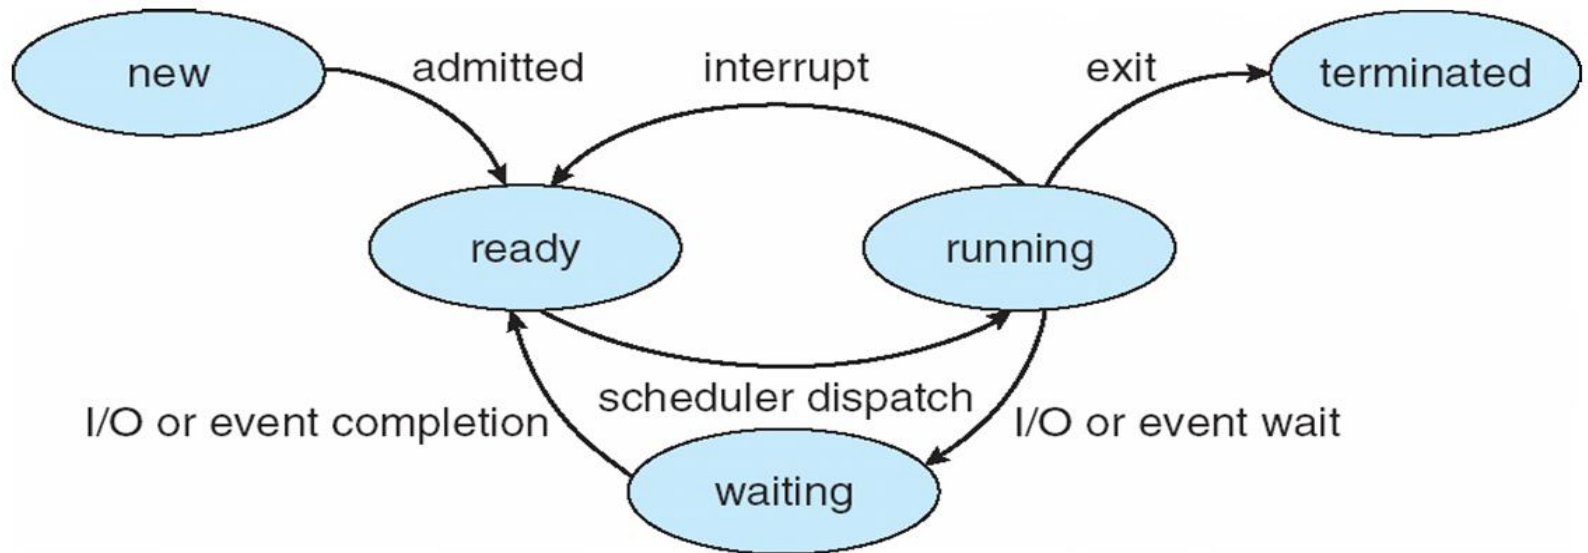 new
admitted
interrupt
exit
terminated
ready
running
scheduler dispatch
I/O or event completion
I/O or event wait
waiting